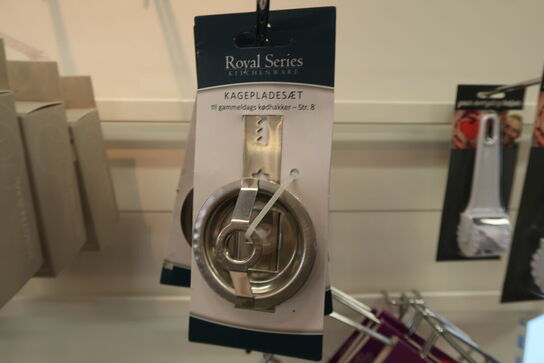 Royal Series
KITCHENWARE
KAGEPLADESÆT
til gammeldags kødhakker – Str. 8